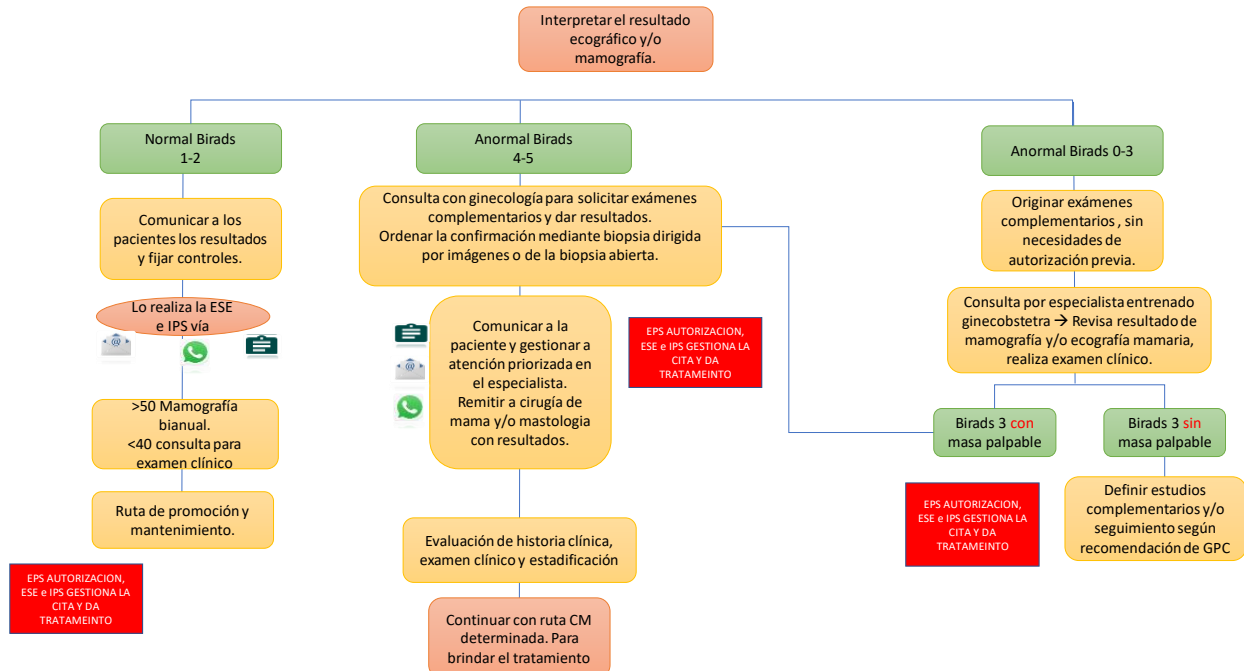 Interpretar el resultado
ecográfico y/o
mamografía.
Normal Birads
1-2
Comunicar a los
pacientes los resultados
y fijar controles.
Lo realiza la ESE
e IPS vía
>50 Mamografía
bianual.
<40 consulta para
examen clínico
Ruta de promoción y
mantenimiento.
EPS AUTORIZACION,
ESE e IPS GESTIONA LA
CITA Y DA
TRATAMEINTO
Anormal Birads
4-5
Consulta con ginecología para solicitar exámenes
complementarios y dar resultados.
Ordenar la confirmación mediante biopsia dirigida
por imágenes o de la biopsia abierta.
Comunicar a la
paciente y gestionar a
atención priorizada en
el especialista.
Remitir a cirugía de
mama y/o mastologia
con resultados.
EPS AUTORIZACION,
ESE e IPS GESTIONA LA
CITA Y DA
TRATAMEINTO
Evaluación de historia clínica,
examen clínico y estadificación
Continuar con ruta CM
determinada. Para
brindar el tratamiento
Anormal Birads 0-3
Originar exámenes
complementarios , sin
necesidades de
autorización previa.
Consulta por especialista entrenado
ginecobstetra → Revisa resultado de
mamografía y/o ecografía mamaria,
realiza examen clínico.
Birads 3 con
masa palpable
Birads 3 sin
masa palpable
EPS AUTORIZACION,
ESE e IPS GESTIONA LA
CITA Y DA
TRATAMEINTO
Definir estudios
complementarios y/o
seguimiento según
recomendación de GPC